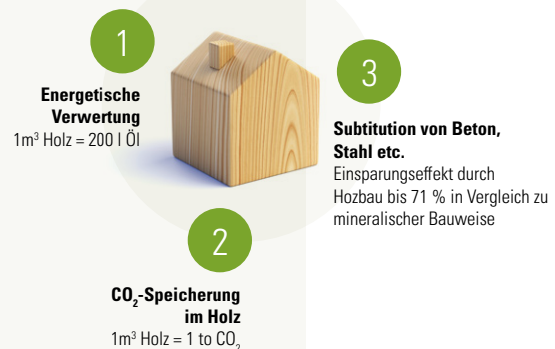 1
Energetische
Verwertung
1m³ Holz = 200 l Öl
2
CO₂-Speicherung
im Holz
1m³ Holz = 1 to CO₂
3
Subtitution von Beton,
Stahl etc.
Einsparungseffekt durch
Hozbau bis 71 % in Vergleich zu
mineralischer Bauweise